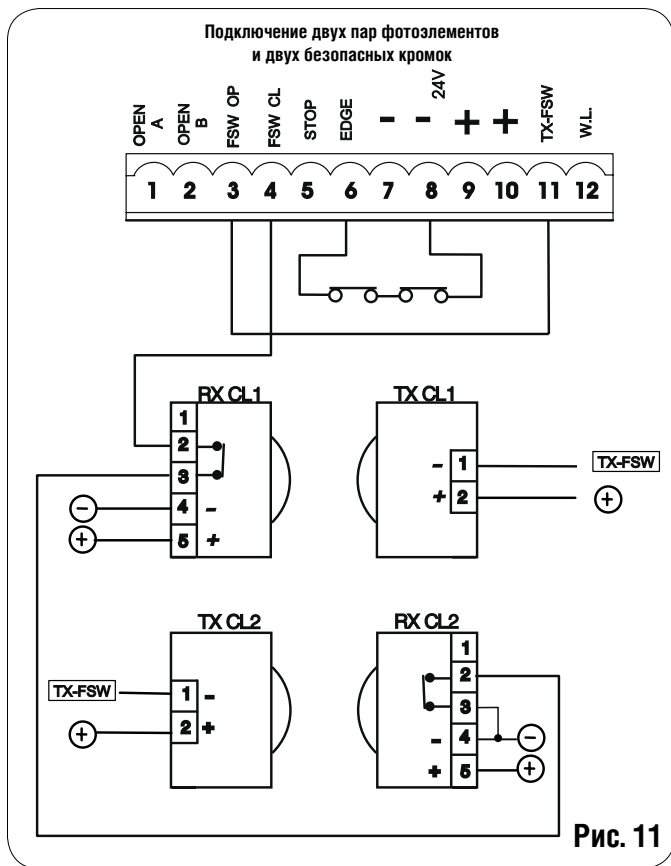 Подключение двух пар фотоэлементов
и двух безопасных кромок
OPEN A
OPEN B
FSW OP
FSW CL
STOP
EDGE
-
-
24V
+
+
TX-FSW
W.L.
1 2 3 4 5 6 7 8 9 10 11 12
RX CL1
1
2
3
4 -
5 +
- +
TX CL1
- 1
+ 2
TX-FSW
+
TX CL2
1 -
2 +
TX-FSW
+
RX CL2
1
2
3
- 4 -
+ 5 +
Рис. 11